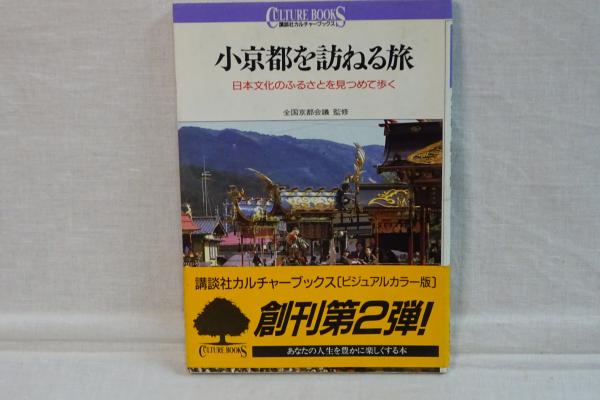 CULTURE BOOKS
講談社カルチャーブックス
小京都を訪ねる旅
日本文化のふるさとを見つめて歩く
全国京都会議 監修
講談社カルチャーブックス[ビジュアルカラー版]
創刊第2弾!
CULTURE BOOKS
あなたの人生を豊かに楽しくする本